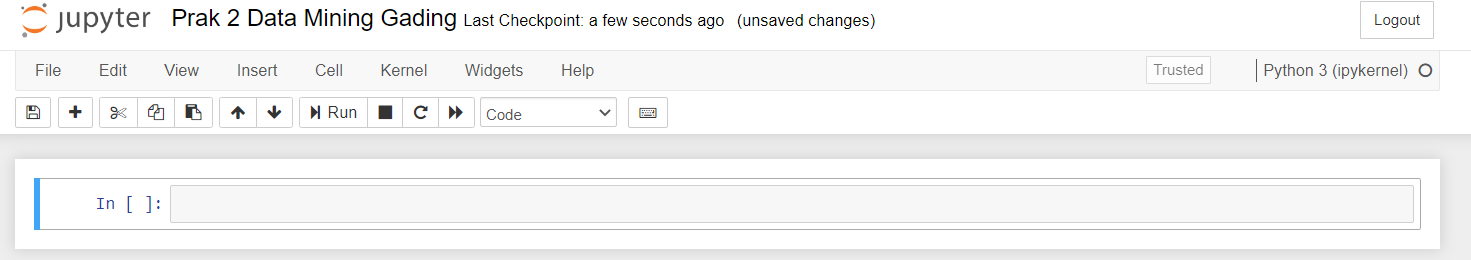 jupyter Prak 2 Data Mining Gading Last Checkpoint: a few seconds ago (unsaved changes) Logout
File Edit View Insert Cell Kernel Widgets Help Trusted Python 3 (ipykernel)
Run Code
In [ ]: